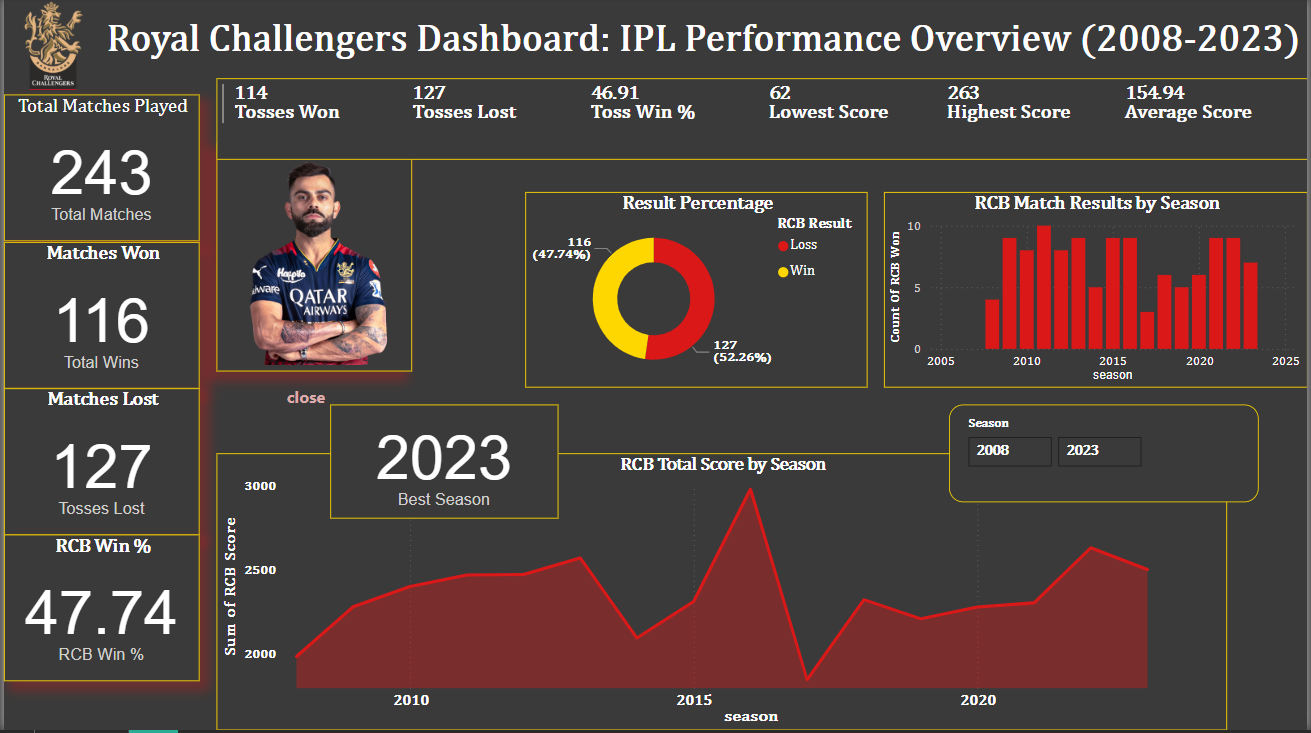 Royal Challengers Dashboard: IPL Performance Overview (2008-2023)
ROYAL
CHALLENGERS
114
Tosses Won
127
Tosses Lost
46.91
Toss Win %
62
Lowest Score
263
Highest Score
154.94
Average Score
Total Matches Played
243
Total Matches
Matches Won
116
Total Wins
Matches Lost
127
Tosses Lost
RCB Win %
47.74
RCB Win %
Happilo
QATAR
AIRWAYS
close
Result Percentage
RCB Result
Loss
Win
116
(47.74%)
127
(52.26%)
RCB Match Results by Season
Count Of RCB Won
10
5
0
2005
2010
2015
2020
2025
season
2023
Best Season
Season
2008
2023
RCB Total Score by Season
Sum of RCB Score
3000
2500
2000
2010
2015
2020
season